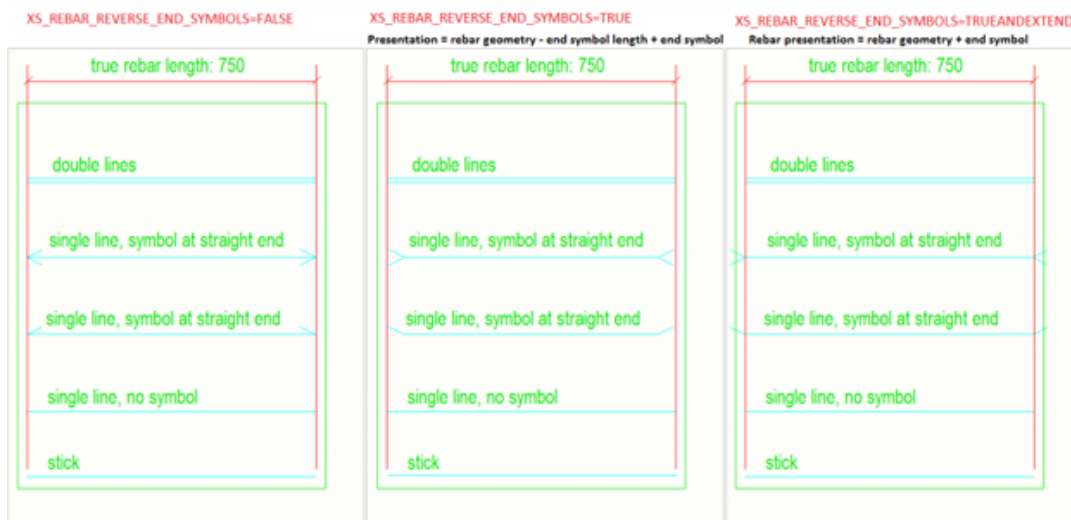 XS_REBAR_REVERSE_END_SYMBOLS=FALSE
true rebar length: 750
double lines
single line, symbol at straight end
single line, symbol at straight end
single line, no symbol
stick
XS_REBAR_REVERSE_END_SYMBOLS=TRUE
Presentation = rebar geometry - end symbol length + end symbol
true rebar length: 750
double lines
single line, symbol at straight end
single line, symbol at straight end
single line, no symbol
stick
XS_REBAR_REVERSE_END_SYMBOLS=TRUEANDEXTEND
Rebar presentation = rebar geometry + end symbol
true rebar length: 750
double lines
single line, symbol at straight end
single line, symbol at straight end
single line, no symbol
stick